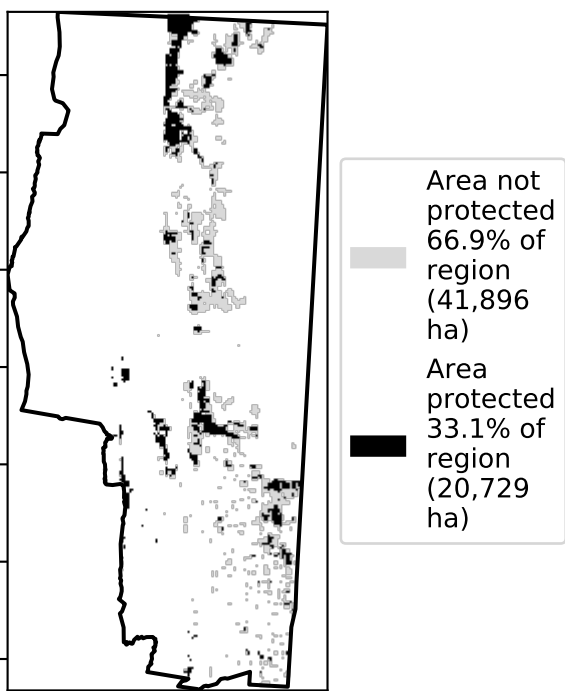 Area not
protected
66.9% of
region
(41,896
ha)
Area
protected
33.1% of
region
(20,729
ha)